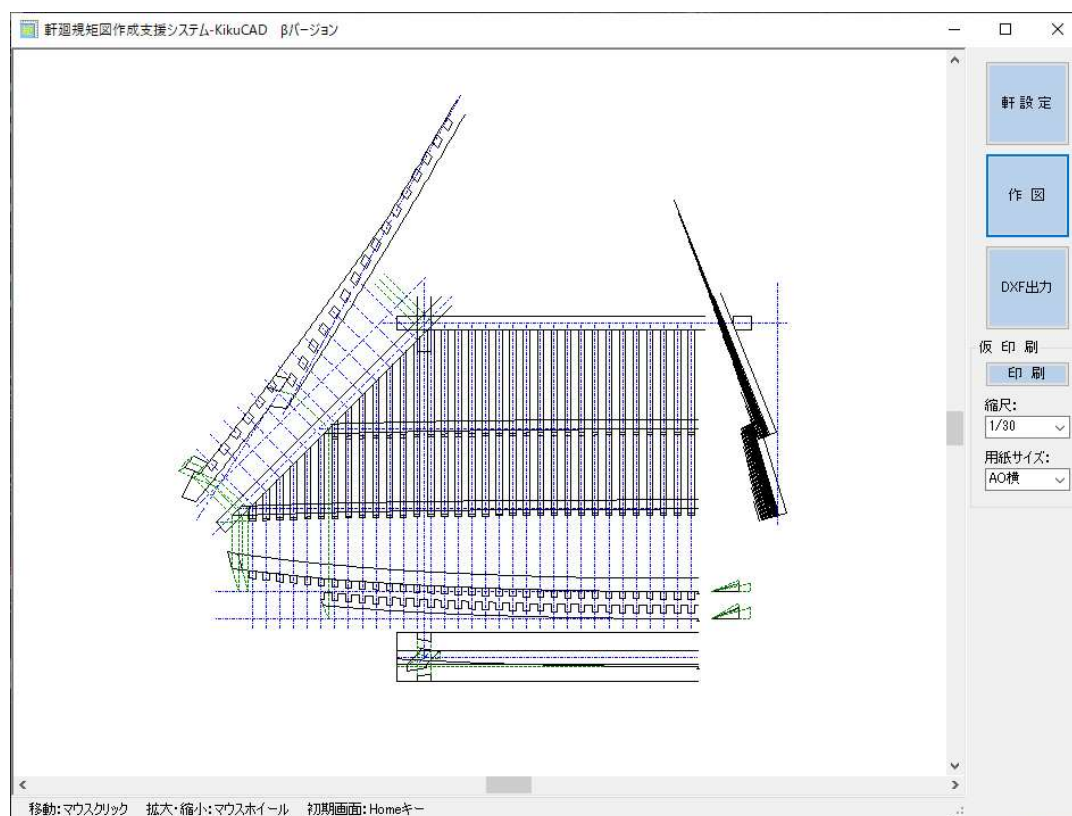 軒廻規矩図作成支援システム-KikuCAD βバージョン
軒 設 定
作 図
DXF出力
仮 印 刷
印 刷
縮尺:
1/30
用紙サイズ:
A0横
移動:マウスクリック 拡大・縮小:マウスホイール 初期画面:Homeキー